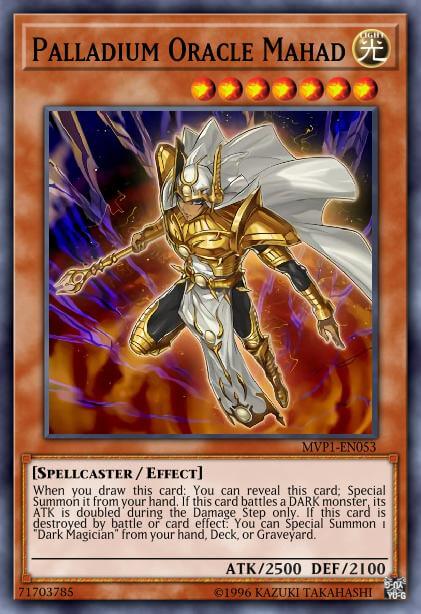 PALLADIUM ORACLE MAHAD
LIGHT
光
MVP1-EN053
[SPELLCASTER / EFFECT]
When you draw this card: You can reveal this card; Special
Summon it from your hand. If this card battles a DARK monster, its
ATK is doubled during the Damage Step only. If this card is
destroyed by battle or card effect: You can Special Summon 1
"Dark Magician" from your hand, Deck, or Graveyard.
ATK/2500 DEF/2100
71703785
©1996 KAZUKI TAKAHASHI